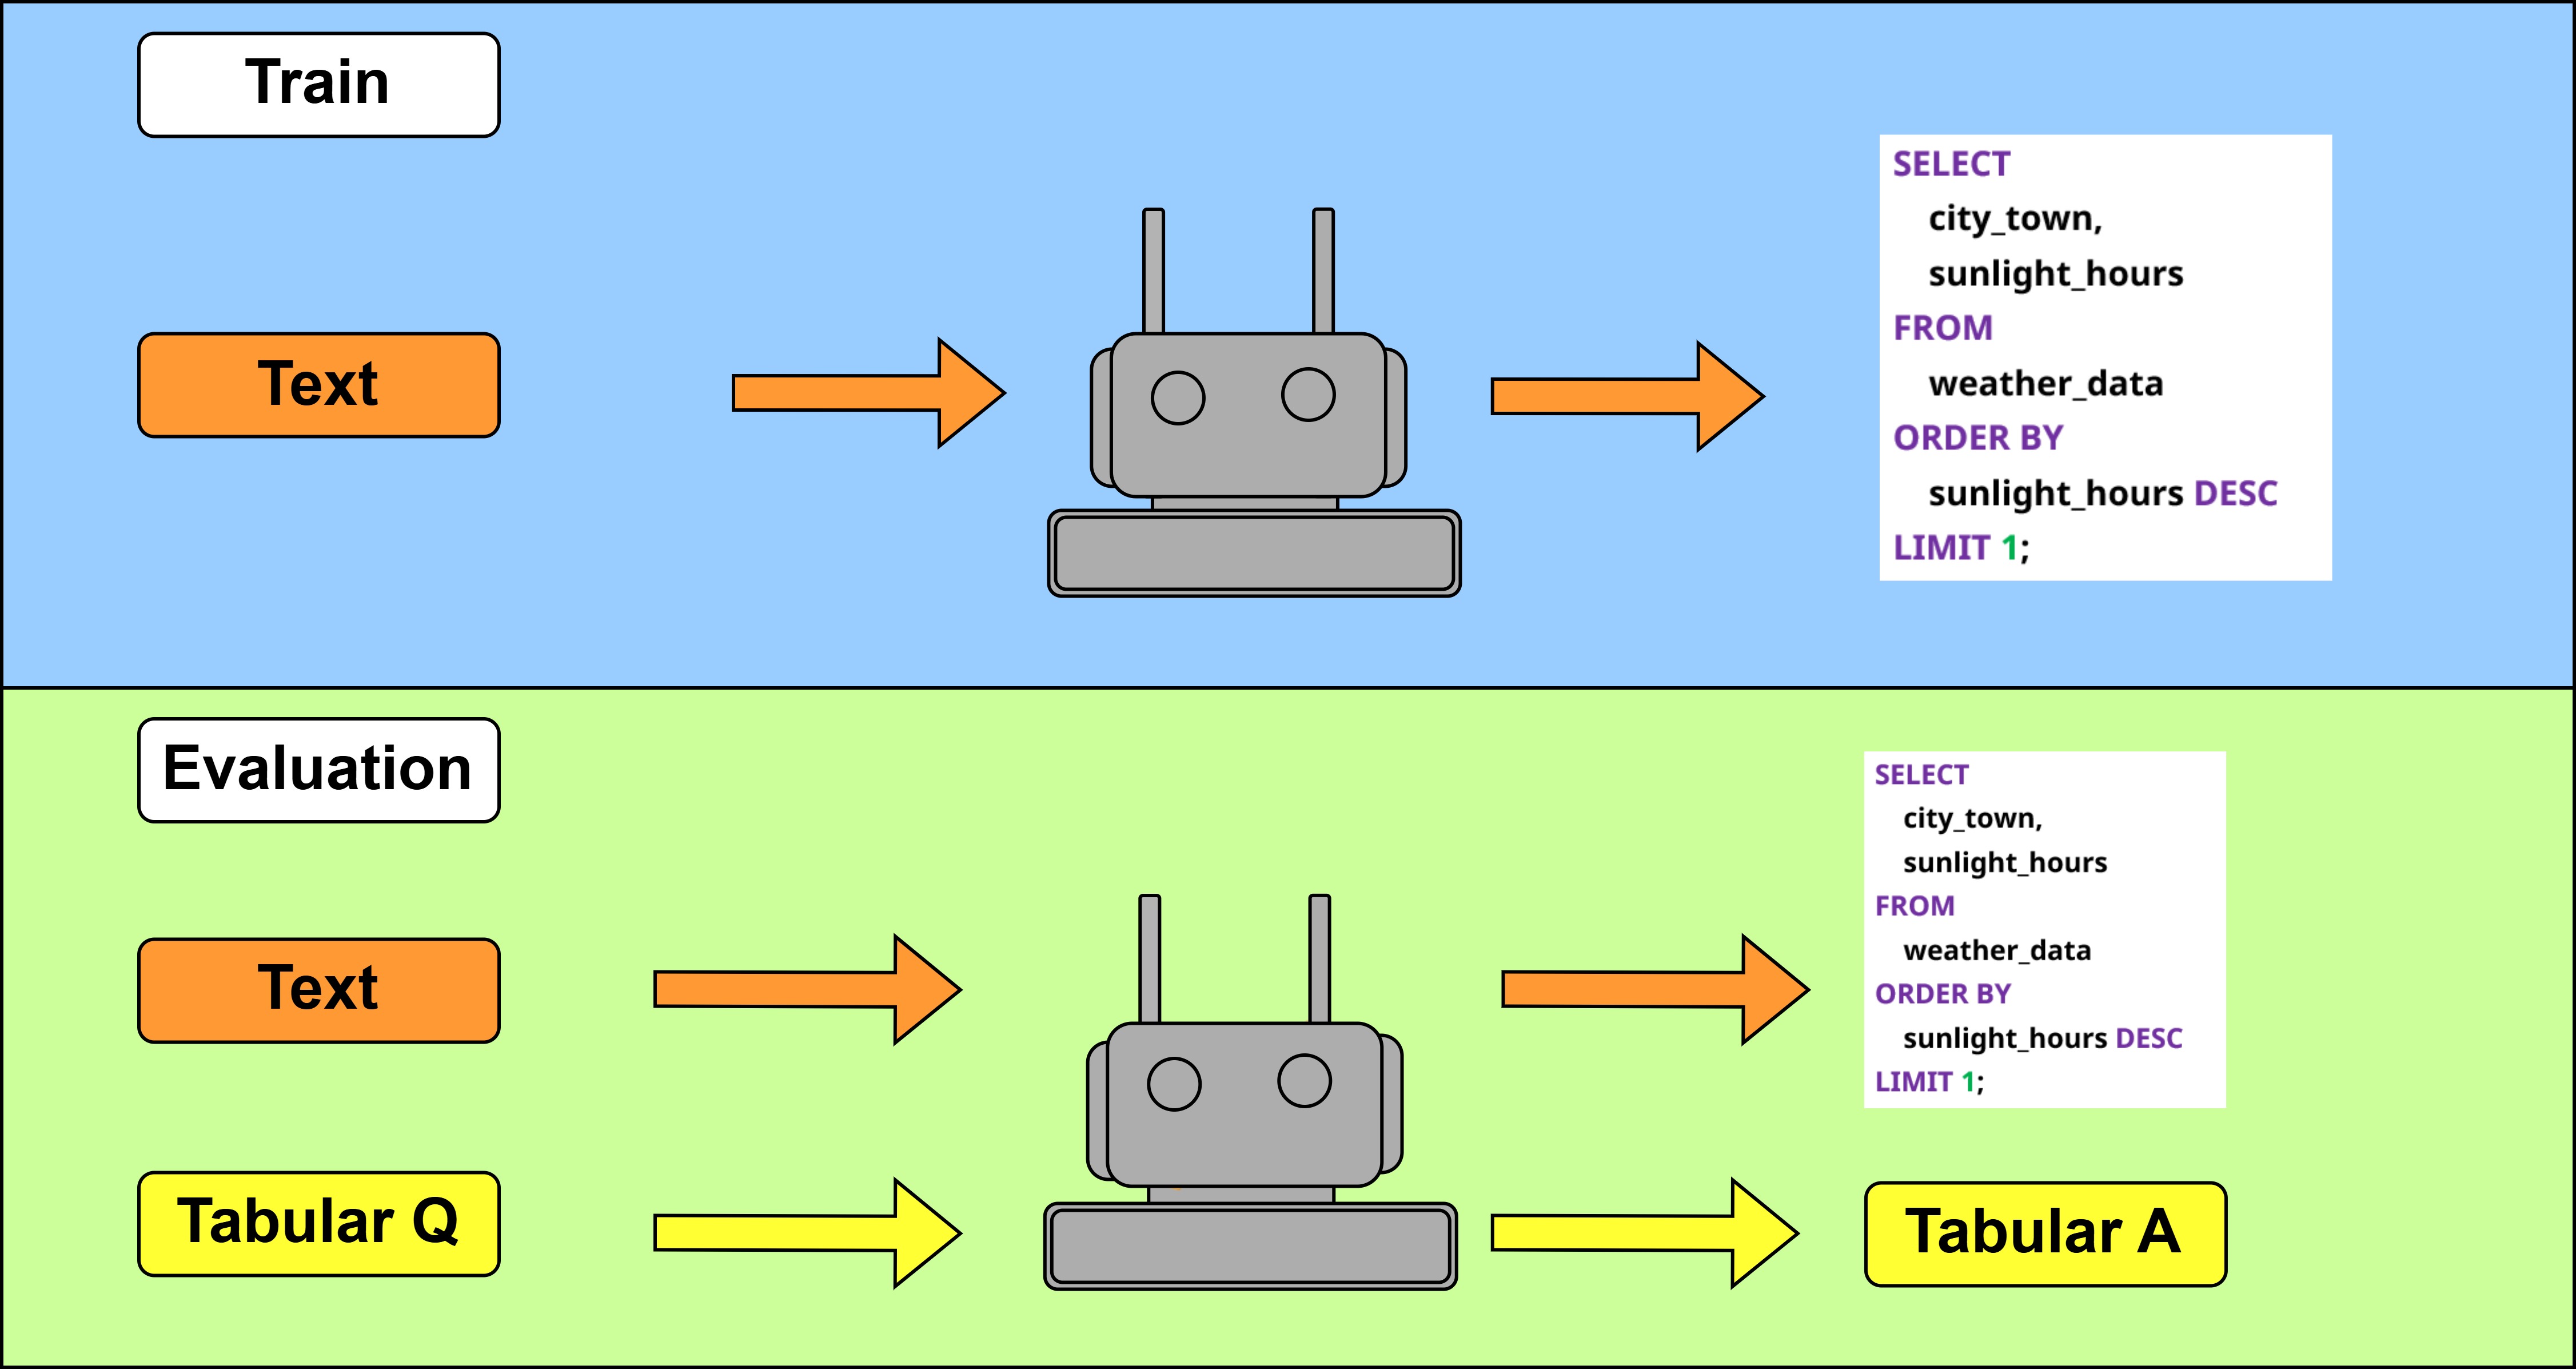 Train
Text
SELECT
city_town,
sunlight_hours
FROM
weather_data
ORDER BY
sunlight_hours DESC
LIMIT 1;
Evaluation
Text
SELECT
city_town,
sunlight_hours
FROM
weather_data
ORDER BY
sunlight_hours DESC
LIMIT 1;
Tabular Q
Tabular A